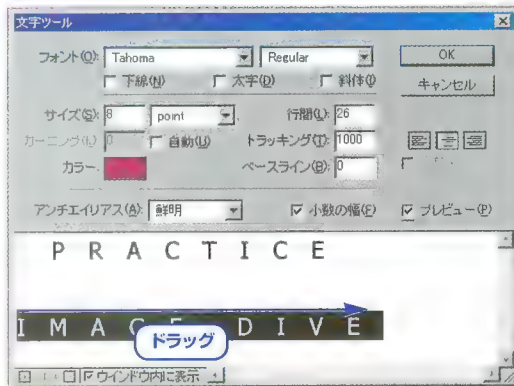 文字ツール
フォント(O): Tahoma Regular OK
下線(N) 太字(D) 斜体(I)
キャンセル
サイズ(S): 8 point 行間(L): 26
カーニング(K) 0 自動(U) トラッキング(T): 1000
カラー: ベースライン(B): 0
アンチエイリアス(A): 鮮明 小数の幅(F) プレビュー(P)
P R A C T I C E
I M A G E D I V E
ドラッグ
ウインドウ内に表示